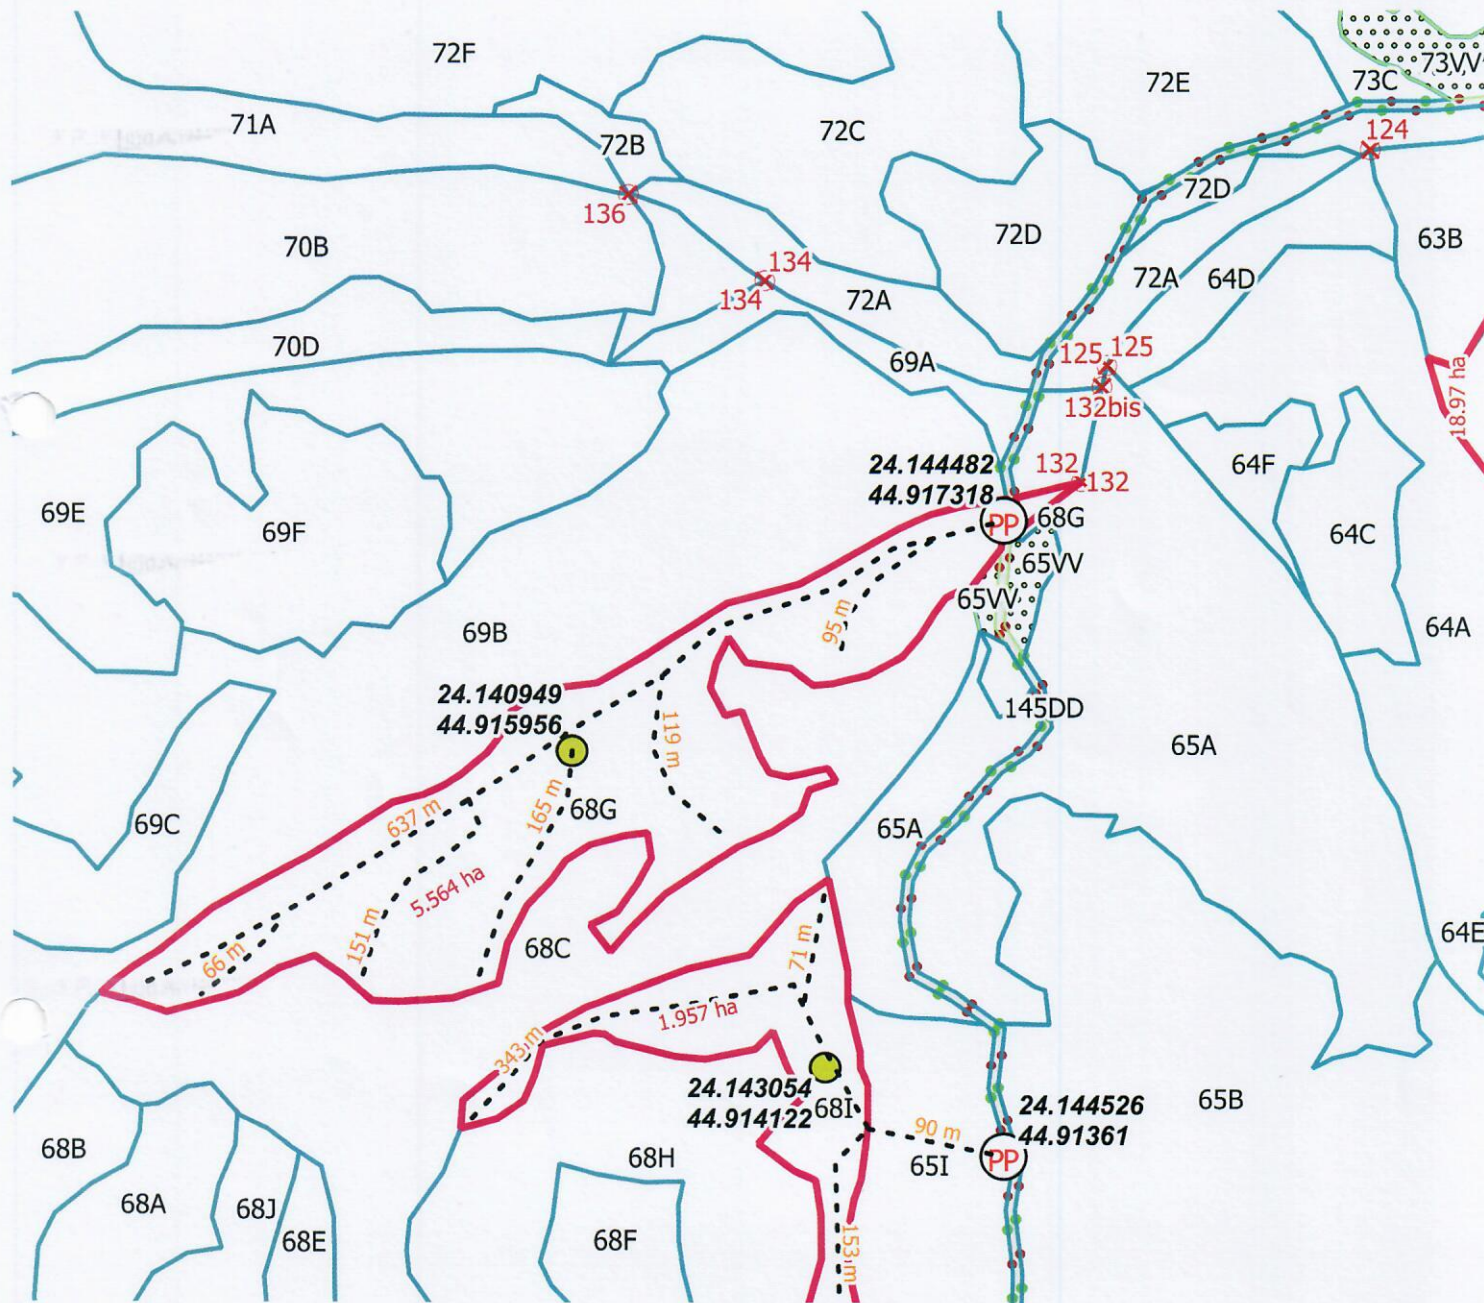 72F
72E
73C
73VV
71A
72B
72C
124
72D
136
72D
63B
70B
134
72A
64D
134
72A
70D
69A
125
125
132bis
18.97 ha
24.144482
44.917318
132
132
64F
69E
69F
PP
68G
64C
65VV
65VV
95 m
69B
64A
24.140949
44.915956
119 m
145DD
65A
637 m
165 m
68G
69C
65A
5.564 ha
151 m
66 m
68C
71 m
64E
1.957 ha
343 m
24.143054
44.914122
68I
24.144526
44.91361
65B
90 m
PP
65I
68B
68H
68A
68J
68E
68F
153 m